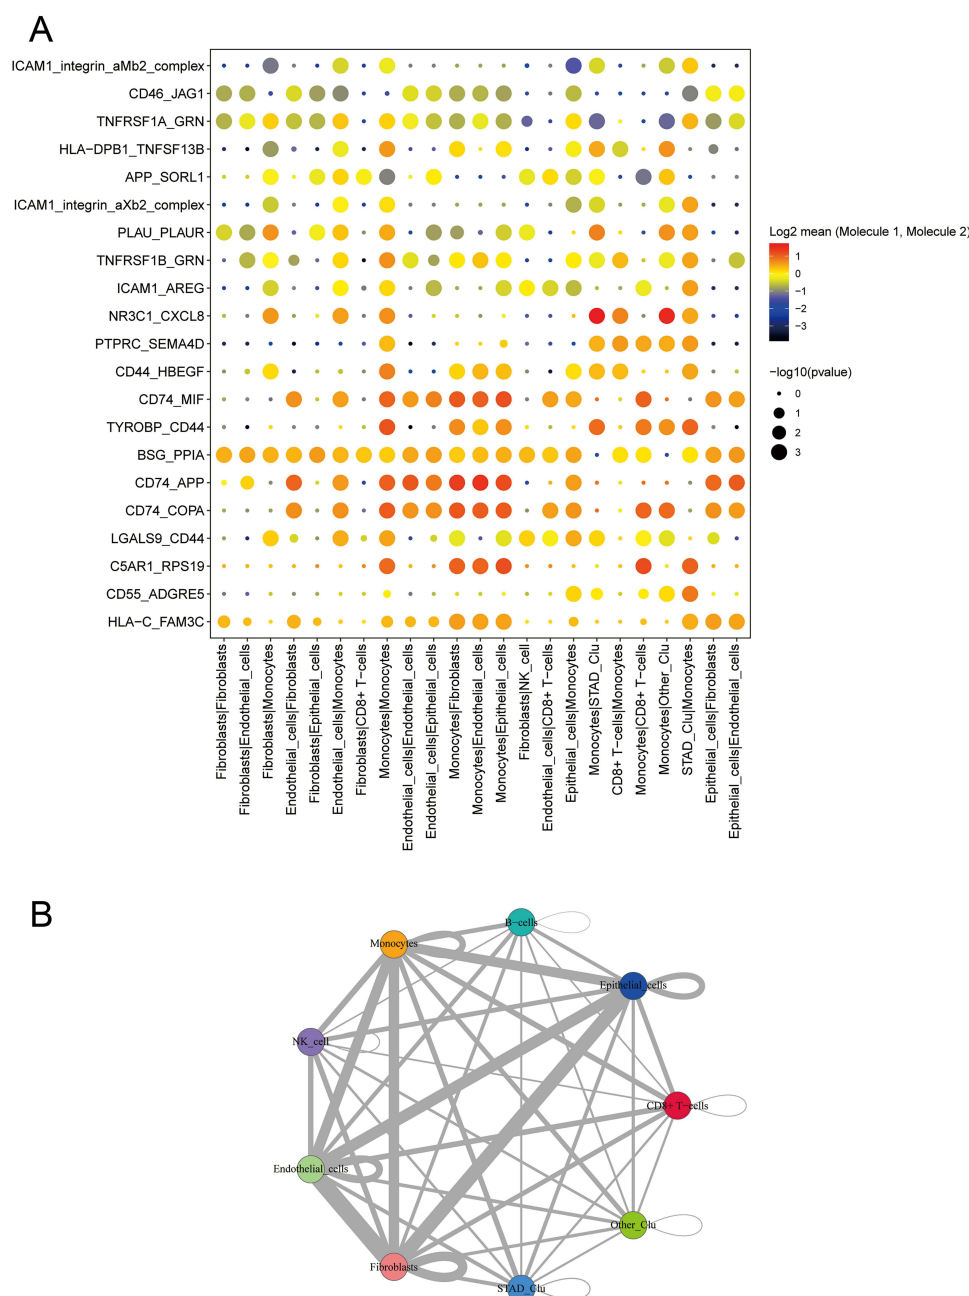 A
ICAM1_integrin_aMb2_complex
CD46_JAG1
TNFRSF1A_GRN
HLA−DPB1_TNFSF13B
APP_SORL1
ICAM1_integrin_aXb2_complex
PLAU_PLAUR
TNFRSF1B_GRN
ICAM1_AREG
NR3C1_CXCL8
PTPRC_SEMA4D
CD44_HBEGF
CD74_MIF
TYROBP_CD44
BSG_PPIA
CD74_APP
CD74_COPA
LGALS9_CD44
C5AR1_RPS19
CD55_ADGRE5
HLA−C_FAM3C
Fibroblasts|Fibroblasts
Fibroblasts|Endothelial_cells
Fibroblasts|Monocytes
Endothelial_cells|Fibroblasts
Fibroblasts|Epithelial_cells
Endothelial_cells|Monocytes
Fibroblasts|CD8+ T−cells
Monocytes|Monocytes
Endothelial_cells|Endothelial_cells
Endothelial_cells|Epithelial_cells
Monocytes|Fibroblasts
Monocytes|Endothelial_cells
Monocytes|Epithelial_cells
Fibroblasts|NK_cell
Endothelial_cells|CD8+ T−cells
Epithelial_cells|Monocytes
Monocytes|STAD_Clu
CD8+ T−cells|Monocytes
Monocytes|CD8+ T−cells
Monocytes|Other_Clu
STAD_Clu|Monocytes
Epithelial_cells|Fibroblasts
Epithelial_cells|Endothelial_cells
Log2 mean (Molecule 1, Molecule 2)
1
0
−1
−2
−3
−log10(pvalue)
0
1
2
3
B
B−cells
Monocytes
Epithelial_cells
NK_cell
CD8+ T−cells
Endothelial_cells
Other_Clu
Fibroblasts
STAD_Clu